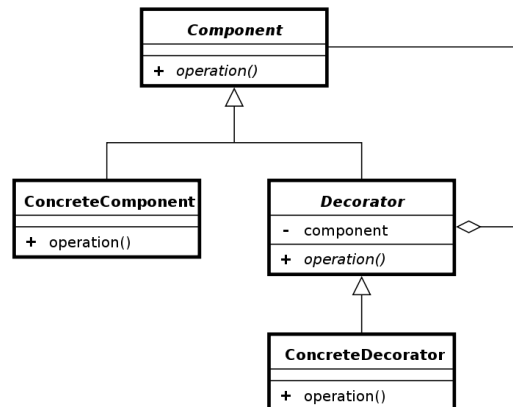 Component
+ operation()
ConcreteComponent
+ operation()
Decorator
- component
+ operation()
ConcreteDecorator
+ operation()